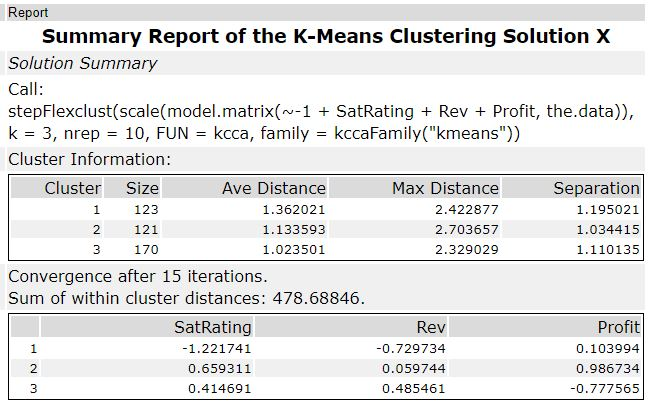 Report
Summary Report of the K-Means Clustering Solution X
Solution Summary
Call:
stepFlexclust(scale(model.matrix(~-1 + SatRating + Rev + Profit, the.data)),
k = 3, nrep = 10, FUN = kcca, family = kccaFamily("kmeans"))
Cluster Information:
Cluster Size Ave Distance Max Distance Separation
1 123 1.362021 2.422877 1.195021
2 121 1.133593 2.703657 1.034415
3 170 1.023501 2.329029 1.110135
Convergence after 15 iterations.
Sum of within cluster distances: 478.68846.
SatRating Rev Profit
1 -1.221741 -0.729734 0.103994
2 0.659311 0.059744 0.986734
3 0.414691 0.485461 -0.777565